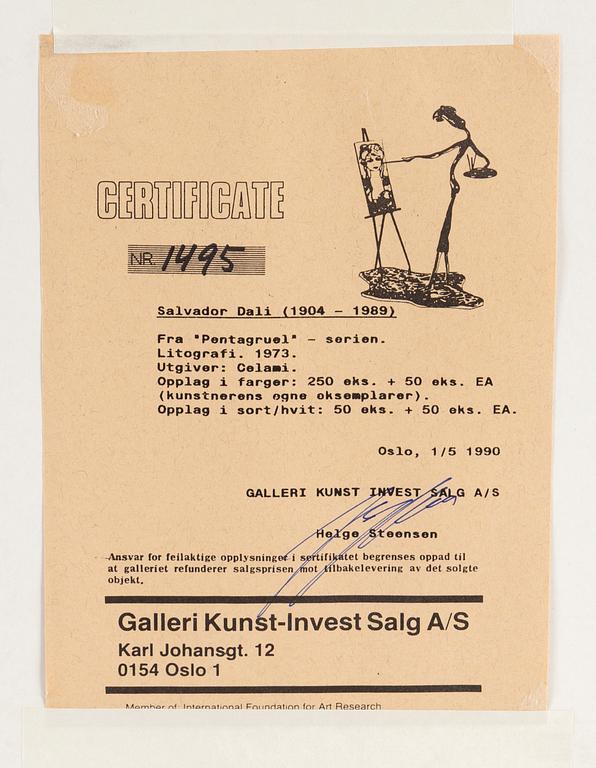 CERTIFICATE
NR. 1495
Salvador Dali (1904 - 1989)
Fra "Pentagruel" - serien.
Litografi. 1973.
Utgiver: Celami.
Opplag i farger: 250 eks. + 50 eks. EA
(kunstnerens egne eksemplarer).
Opplag i sort/hvit: 50 eks. + 50 eks. EA.
Oslo, 1/5 1990
GALLERI KUNST INVEST SALG A/S
Helge Steensen
Ansvar for feilaktige opplysninger i sertifikatet begrenses oppad til
at galleriet refunderer salgsprisen mot tilbakelevering av det solgte
objekt.
Galleri Kunst-Invest Salg A/S
Karl Johansgt. 12
0154 Oslo 1
Member of: International Foundation for Art Research